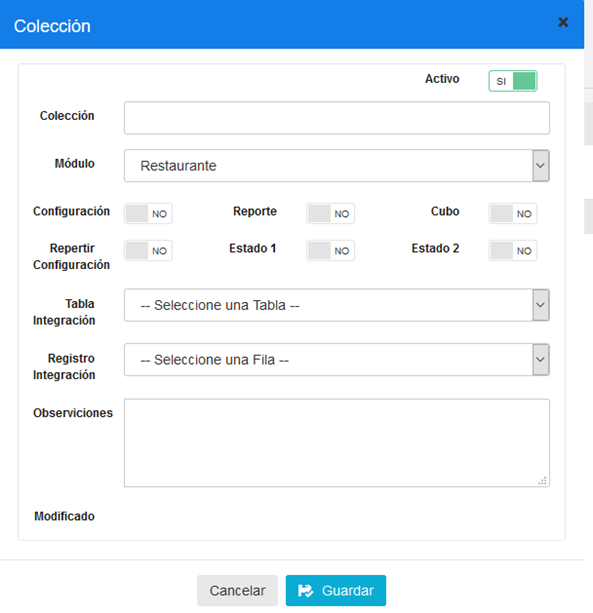 Colección
Activo SI
Colección
Módulo Restaurante
Configuración NO Reporte NO Cubo NO
Repertir
Configuración NO Estado 1 NO Estado 2 NO
Tabla
Integración -- Seleccione una Tabla --
Registro
Integración -- Seleccione una Fila --
Observiciones
Modificado
Cancelar Guardar